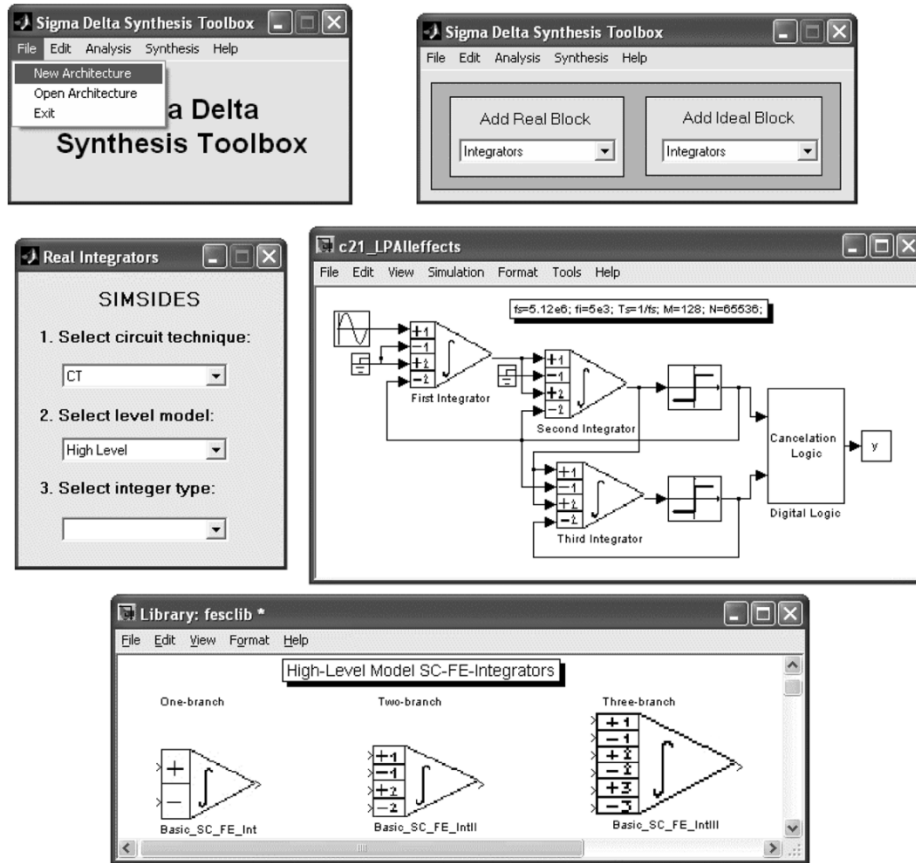 Sigma Delta Synthesis Toolbox
File Edit Analysis Synthesis Help
New Architecture
Open Architecture
Exit
a Delta
Synthesis Toolbox
Sigma Delta Synthesis Toolbox
File Edit Analysis Synthesis Help
Add Real Block
Integrators
Add Ideal Block
Integrators
Real Integrators
SIMSIDES
1. Select circuit technique:
CT
2. Select level model:
High Level
3. Select integer type:
c21_LPAlleffects
File Edit View Simulation Format Tools Help
fs=5.12e6; fi=5e3; Ts=1/fs; M=128; N=65536;
+1
-1
+2
-2
First Integrator
+1
-1
+2
-2
Second Integrator
+1
-1
+2
-2
Third Integrator
Cancelation
Logic
Digital Logic
y
Library: fesclib *
File Edit View Format Help
High-Level Model SC-FE-Integrators
One-branch
+
-
Basic_SC_FE_Int
Two-branch
+1
-1
+2
-2
Basic_SC_FE_IntII
Three-branch
+1
-1
+2
-2
+3
-3
Basic_SC_FE_IntIII